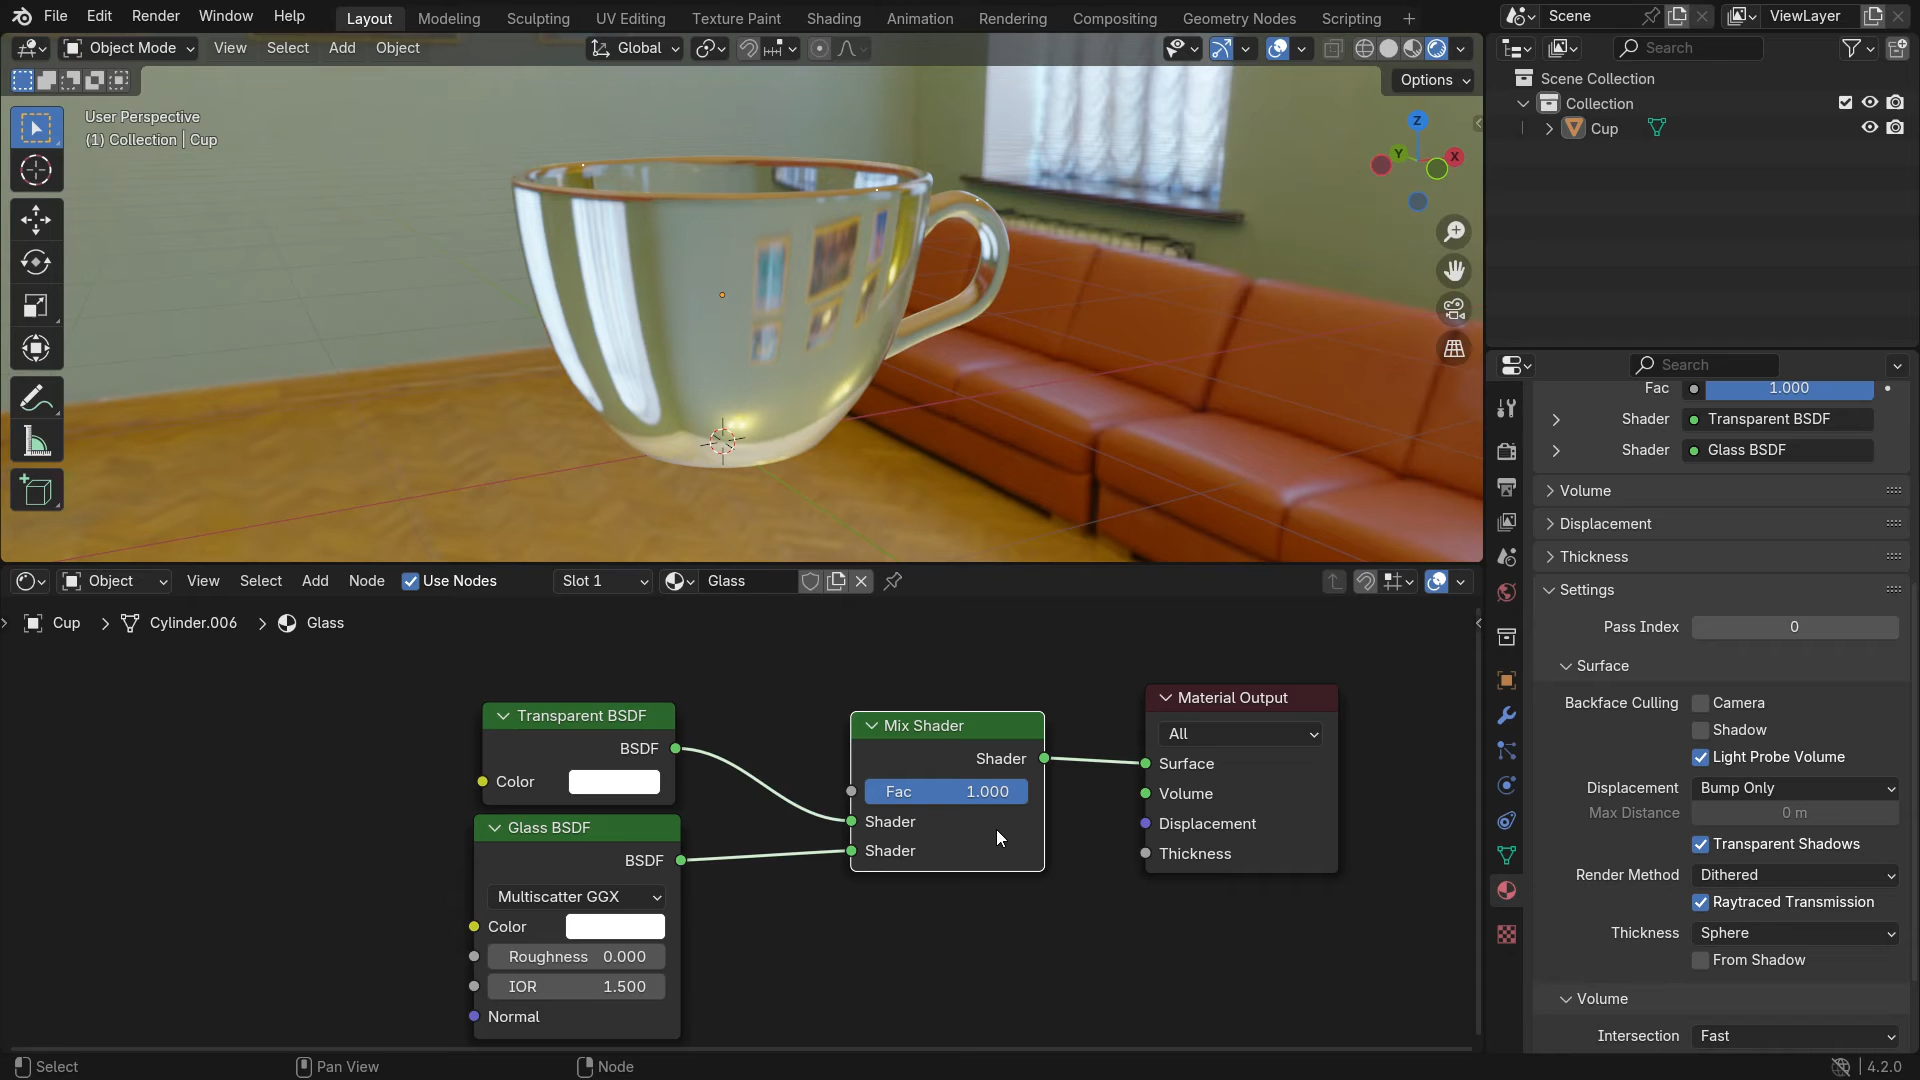 File Edit Render Window Help Layout Modeling Sculpting UV Editing Texture Paint Shading Animation Rendering Compositing Geometry Nodes Scripting + Scene ViewLayer
Object Mode View Select Add Object Global Search
Options
User Perspective
(1) Collection | Cup
Z
Y
X
Scene Collection
Collection
Cup
Search
Fac 1.000
Shader Transparent BSDF
Shader Glass BSDF
Volume
Displacement
Thickness
Settings
Pass Index 0
Surface
Backface Culling Camera
Shadow
Light Probe Volume
Displacement Bump Only
Max Distance 0 m
Transparent Shadows
Render Method Dithered
Raytraced Transmission
Thickness Sphere
From Shadow
Volume
Intersection Fast
Object View Select Add Node Use Nodes Slot 1 Glass
Cup > Cylinder.006 > Glass
Transparent BSDF
BSDF
Color
Glass BSDF
BSDF
Multiscatter GGX
Color
Roughness 0.000
IOR 1.500
Normal
Mix Shader
Shader
Fac 1.000
Shader
Shader
Material Output
All
Surface
Volume
Displacement
Thickness
Select Pan View Node 4.2.0